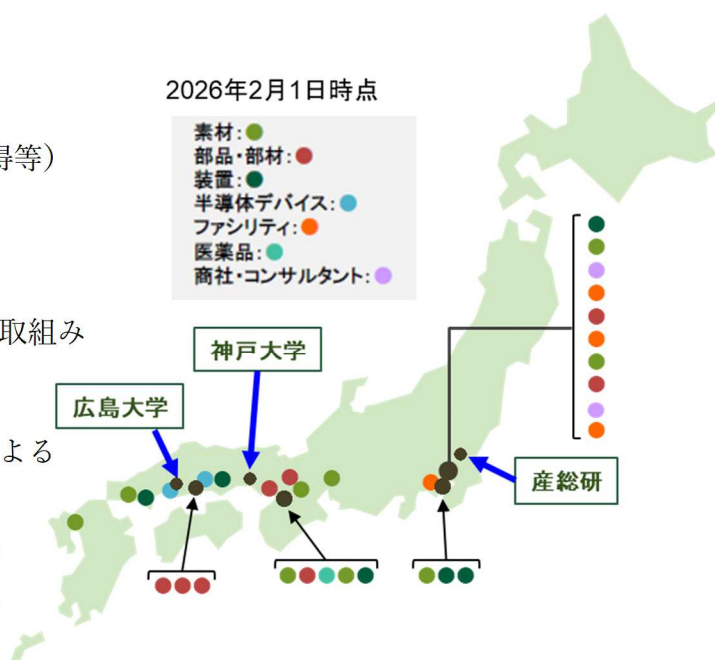 2026年2月1日時点
素材:
部品・部材:
装置:
半導体デバイス:
ファシリティ:
医薬品:
商社・コンサルタント:
得等)
取組み
神戸大学
広島大学
よる
産総研